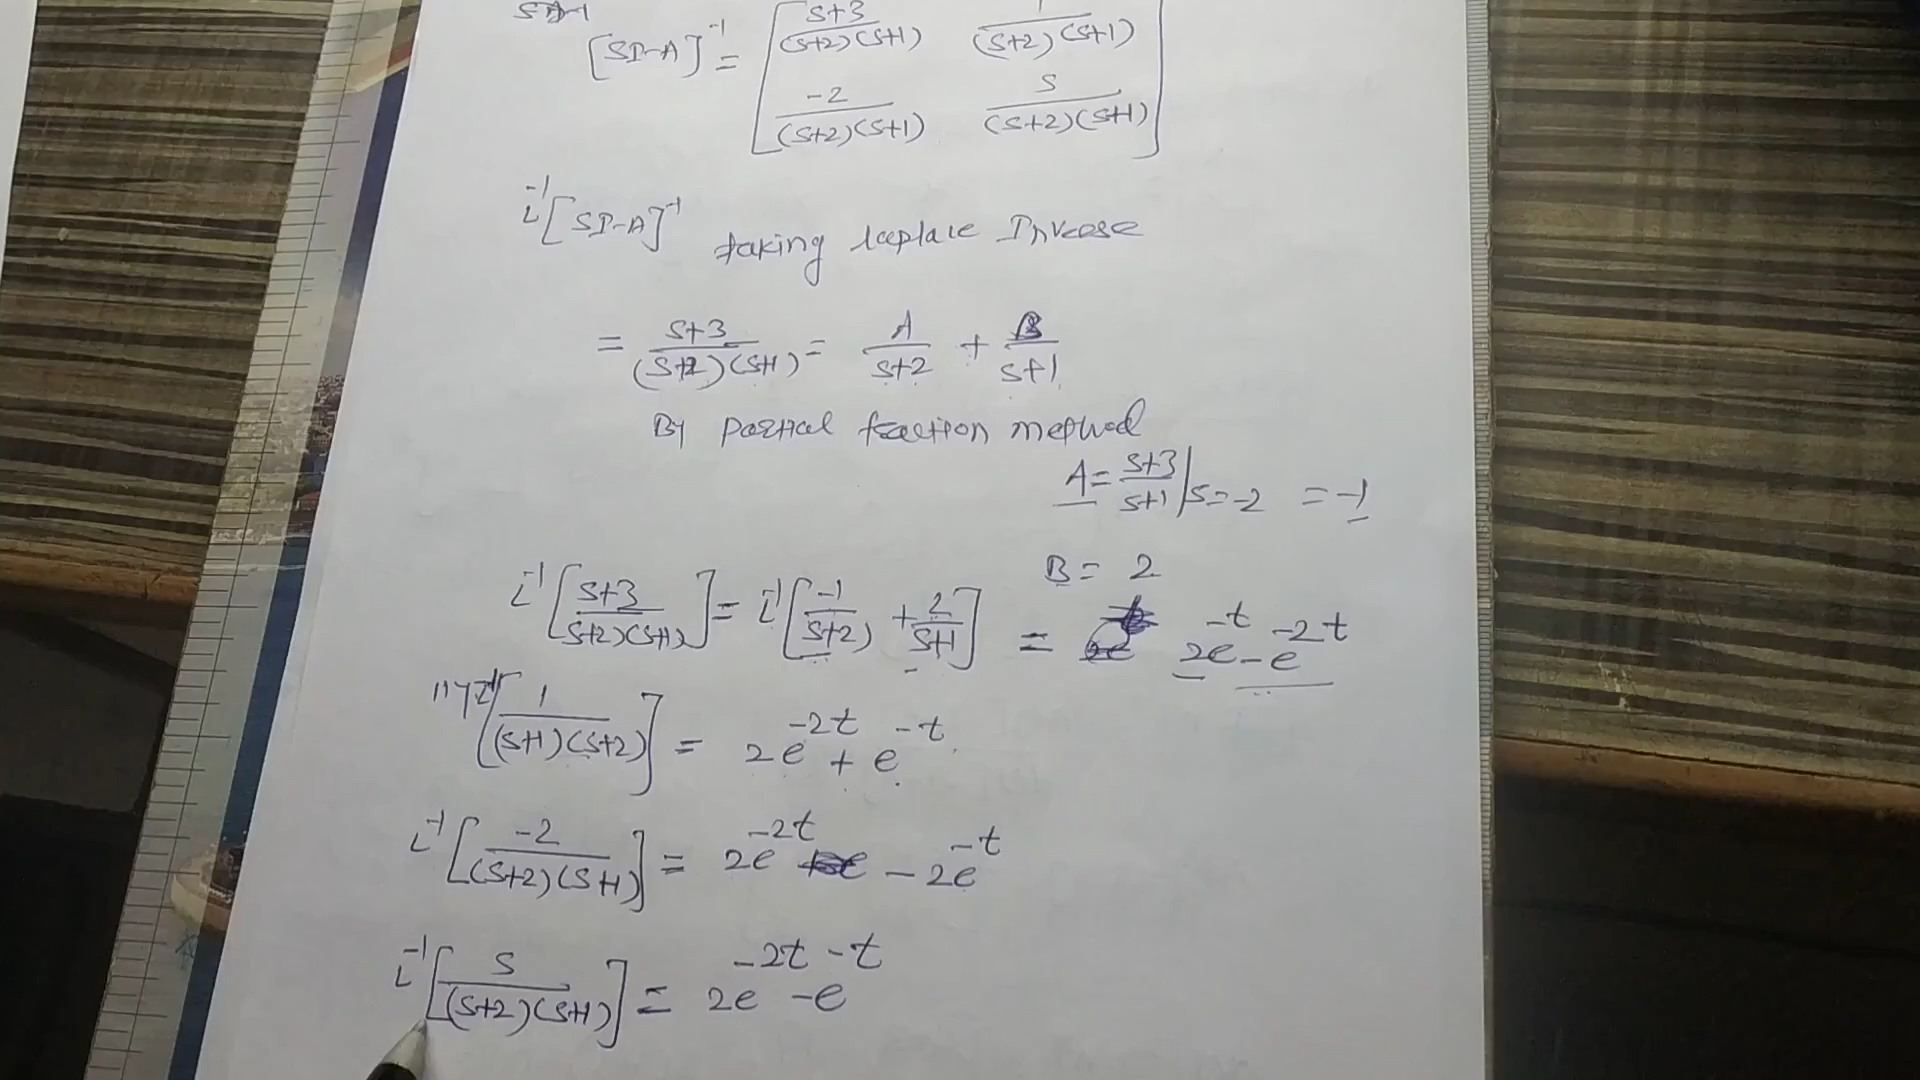 [SI-A]^-1 = [ s+3/(s+2)(s+1) 1/(s+2)(s+1)
-2/(s+2)(s+1) s/(s+2)(s+1) ]
L^-1[SI-A]^-1 taking laplace Inverse
= s+3/(s+2)(s+1) = A/s+2 + B/s+1
By partial fraction method
A = s+3/s+1 |s=-2 = -1
B = 2
L^-1[s+3/(s+2)(s+1)] = L^-1[-1/(s+2) + 2/s+1] = 2e^-t - e^-2t
111y L^-1[1/(s+1)(s+2)] = 2e^-2t + e^-t
L^-1[-2/(s+2)(s+1)] = 2e^-2t - 2e^-t
L^-1[s/(s+2)(s+1)] = 2e^-2t - e^-t